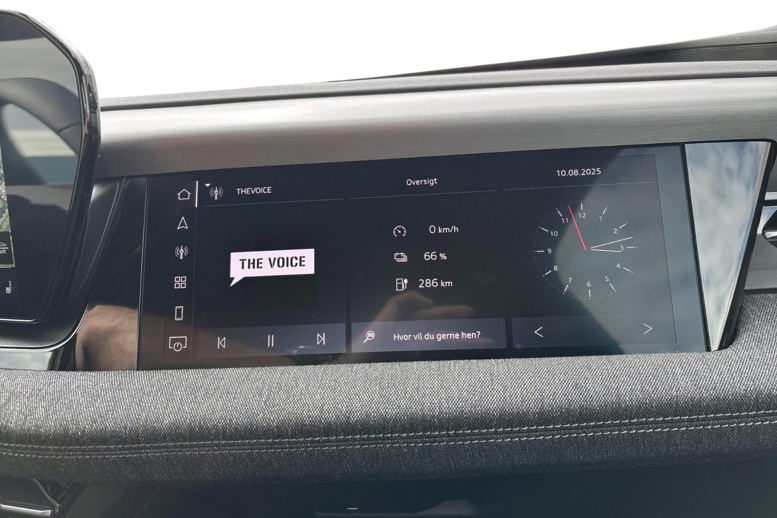 THEVOICE
Oversigt
10.08.2025
THE VOICE
0 km/h
66 %
286 km
12
1
2
3
4
5
6
7
8
9
10
11
Hvor vil du gerne hen?